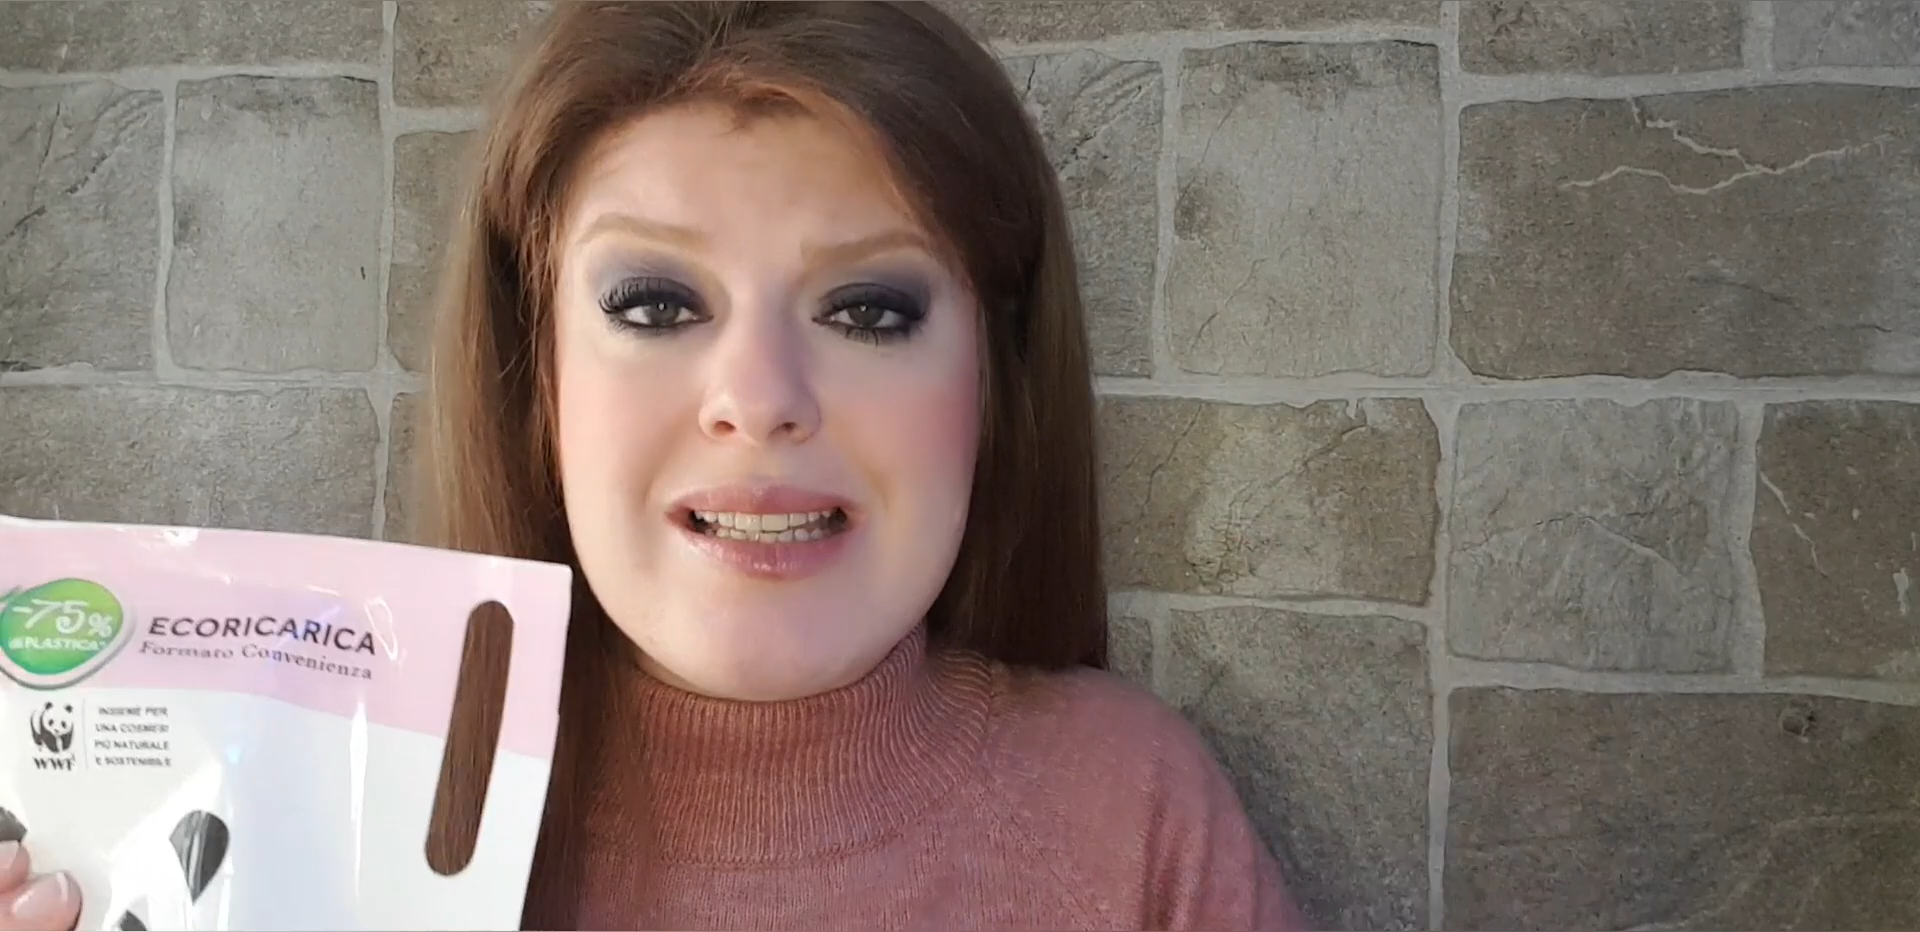 -75%
di PLASTICA*
ECORICARICA
Formato Convenienza
INSIEME PER
UNA COSMESI
PIÙ NATURALE
E SOSTENIBILE
WWF